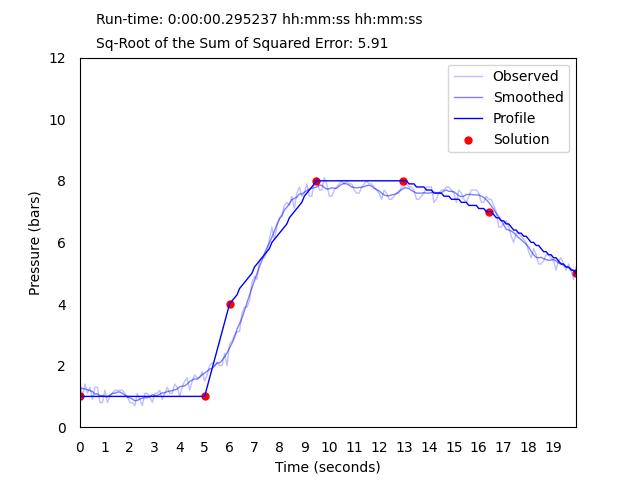 Run-time: 0:00:00.295237 hh:mm:ss hh:mm:ss
Sq-Root of the Sum of Squared Error: 5.91
12
10
8
6
4
2
0
Pressure (bars)
Observed
Smoothed
Profile
Solution
0 1 2 3 4 5 6 7 8 9 10 11 12 13 14 15 16 17 18 19
Time (seconds)